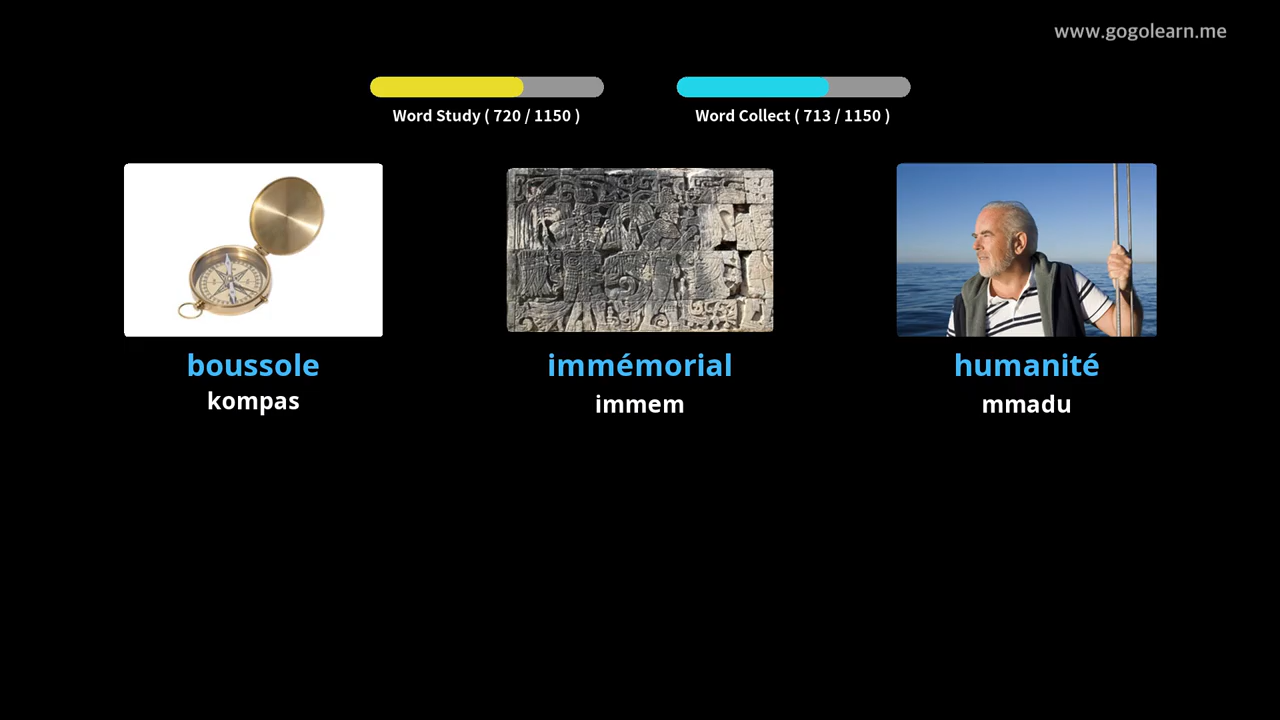 www.gogolearn.me
Word Study ( 720 / 1150 )
Word Collect ( 713 / 1150 )
boussole
kompas
immémorial
immem
humanité
mmadu